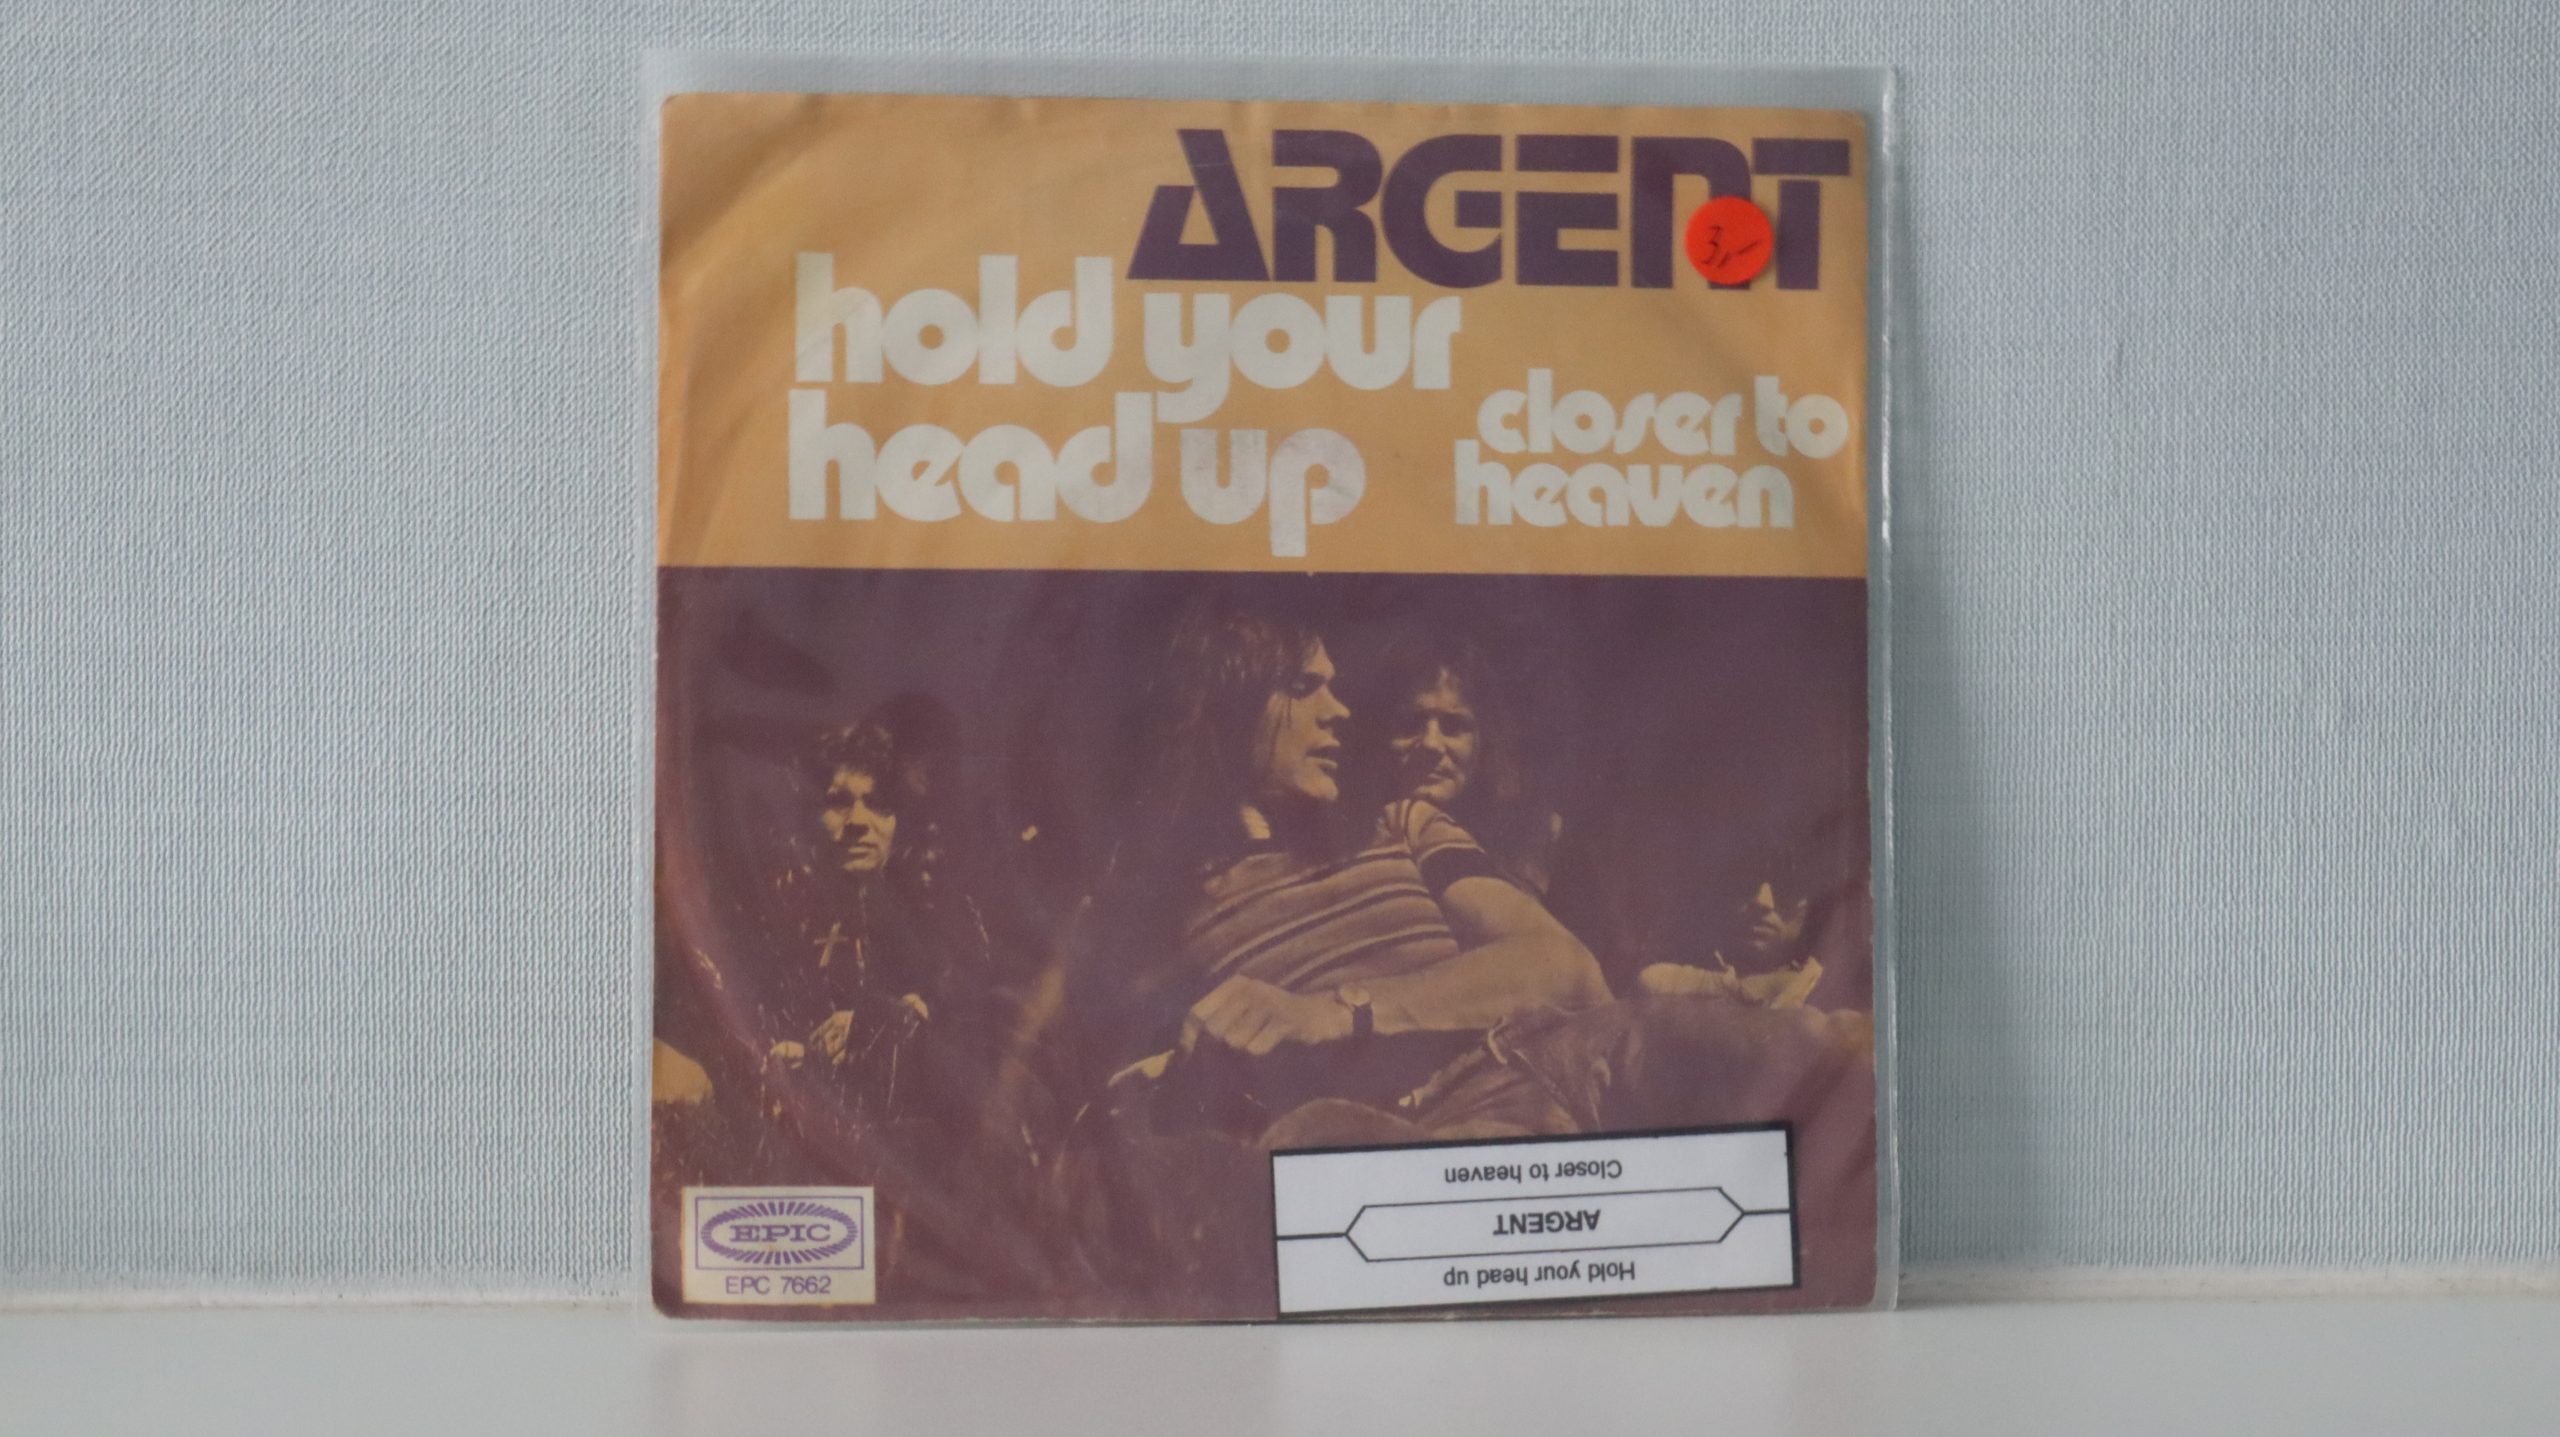 ARGENT
3,-
hold your
head up
closer to
heaven
EPIC
EPC 7662
Hold your head up
ARGENT
Closer to heaven